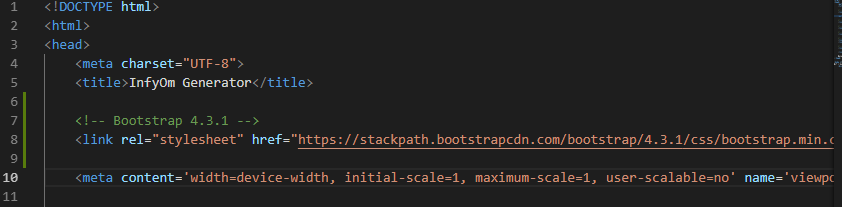 1 <!DOCTYPE html>
2 <html>
3 <head>
4 <meta charset="UTF-8">
5 <title>InfyOm Generator</title>
6
7 <!-- Bootstrap 4.3.1 -->
8 <link rel="stylesheet" href="https://stackpath.bootstrapcdn.com/bootstrap/4.3.1/css/bootstrap.min.c
9
10 <meta content='width=device-width, initial-scale=1, maximum-scale=1, user-scalable=no' name='viewpo
11